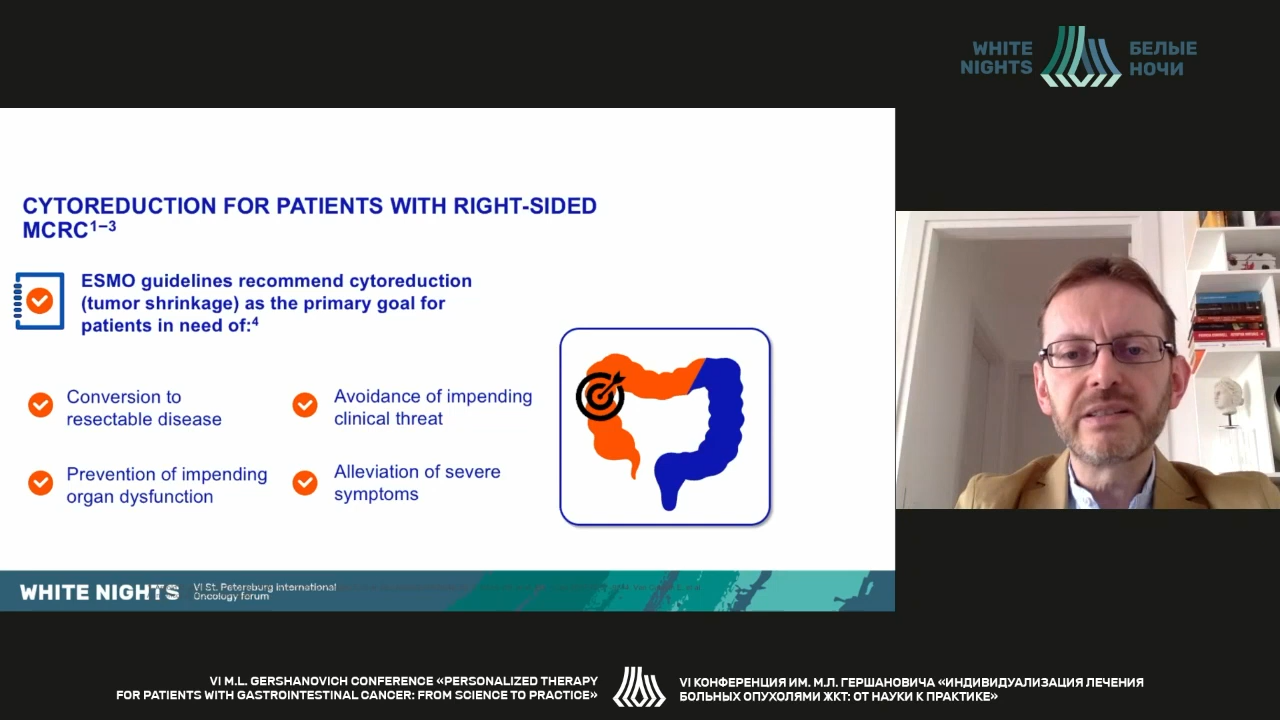 WHITE
NIGHTS
БЕЛЫЕ
НОЧИ
CYTOREDUCTION FOR PATIENTS WITH RIGHT-SIDED
MCRC¹⁻³
ESMO guidelines recommend cytoreduction
(tumor shrinkage) as the primary goal for
patients in need of:⁴
Conversion to
resectable disease
Avoidance of impending
clinical threat
Prevention of impending
organ dysfunction
Alleviation of severe
symptoms
WHITE NIGHTS
VI St. Petersburg International
Oncology forum
VI M.L. GERSHANOVICH CONFERENCE «PERSONALIZED THERAPY
FOR PATIENTS WITH GASTROINTESTINAL CANCER: FROM SCIENCE TO PRACTICE»
VI КОНФЕРЕНЦИЯ ИМ. М.Л. ГЕРШАНОВИЧА «ИНДИВИДУАЛИЗАЦИЯ ЛЕЧЕНИЯ
БОЛЬНЫХ ОПУХОЛЯМИ ЖКТ: ОТ НАУКИ К ПРАКТИКЕ»